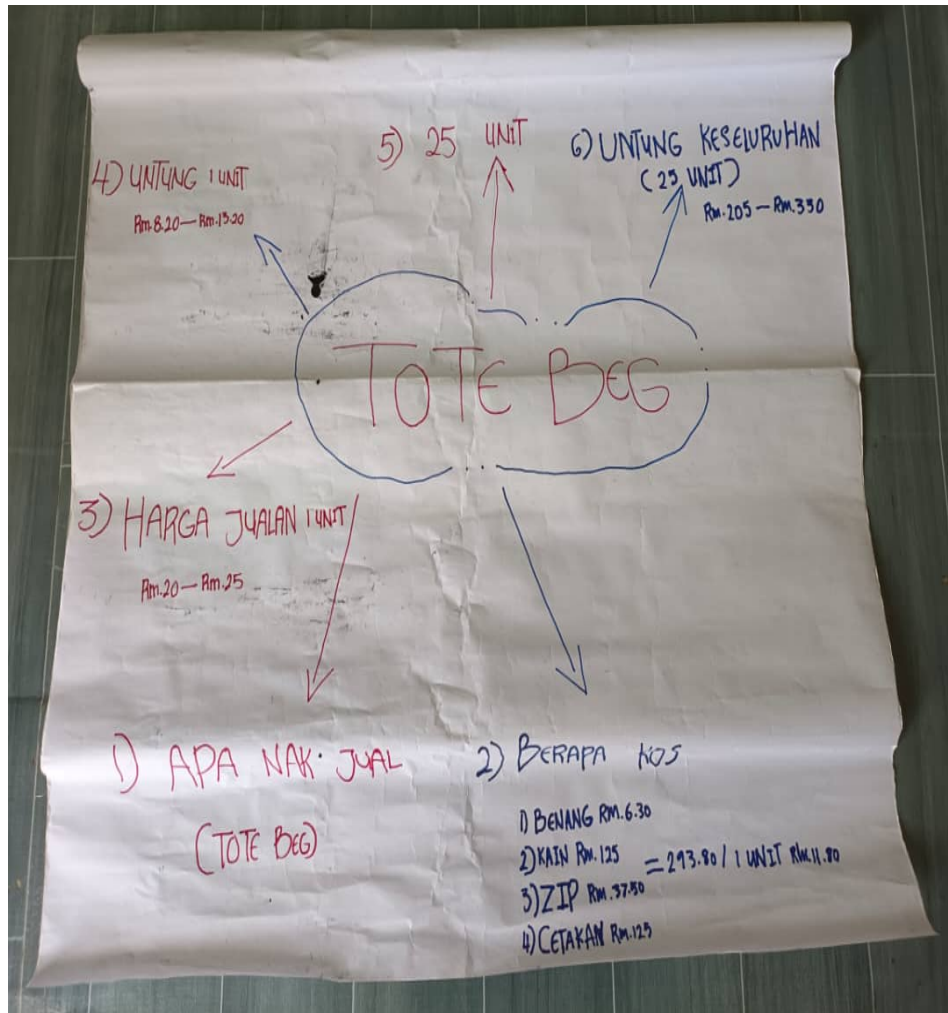 4) UNTUNG 1 UNIT
Rm.8.20 — Rm.13.20
5) 25 UNIT
6) UNTUNG KESELURUHAN
(25 UNIT)
Rm.205 — Rm.330
TOTE BEG
3) HARGA JUALAN 1 UNIT
Rm.20 — Rm.25
1) APA NAK JUAL
(TOTE BEG)
2) BERAPA KOS
1) BENANG RM.6.30
2) KAIN Rm.125 = 293.80 / 1 UNIT RM.11.80
3) ZIP Rm.37.50
4) CETAKAN Rm.125